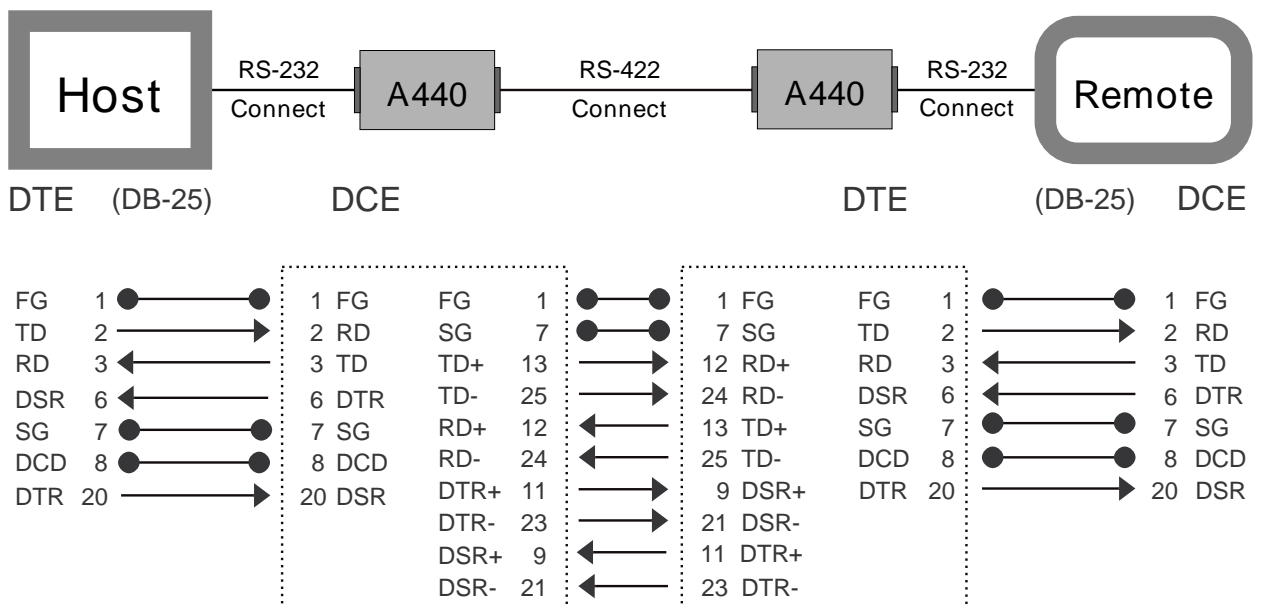 Host
RS-232
Connect
A440
RS-422
Connect
A440
RS-232
Connect
Remote
DTE (DB-25) DCE DTE (DB-25) DCE
FG 1 1 FG FG 1 1 FG FG 1 1 FG
TD 2 2 RD SG 7 7 SG TD 2 2 RD
RD 3 3 TD TD+ 13 12 RD+ RD 3 3 TD
DSR 6 6 DTR TD- 25 24 RD- DSR 6 6 DTR
SG 7 7 SG RD+ 12 13 TD+ SG 7 7 SG
DCD 8 8 DCD RD- 24 25 TD- DCD 8 8 DCD
DTR 20 20 DSR DTR+ 11 9 DSR+ DTR 20 20 DSR
DTR- 23 21 DSR-
DSR+ 9 11 DTR+
DSR- 21 23 DTR-